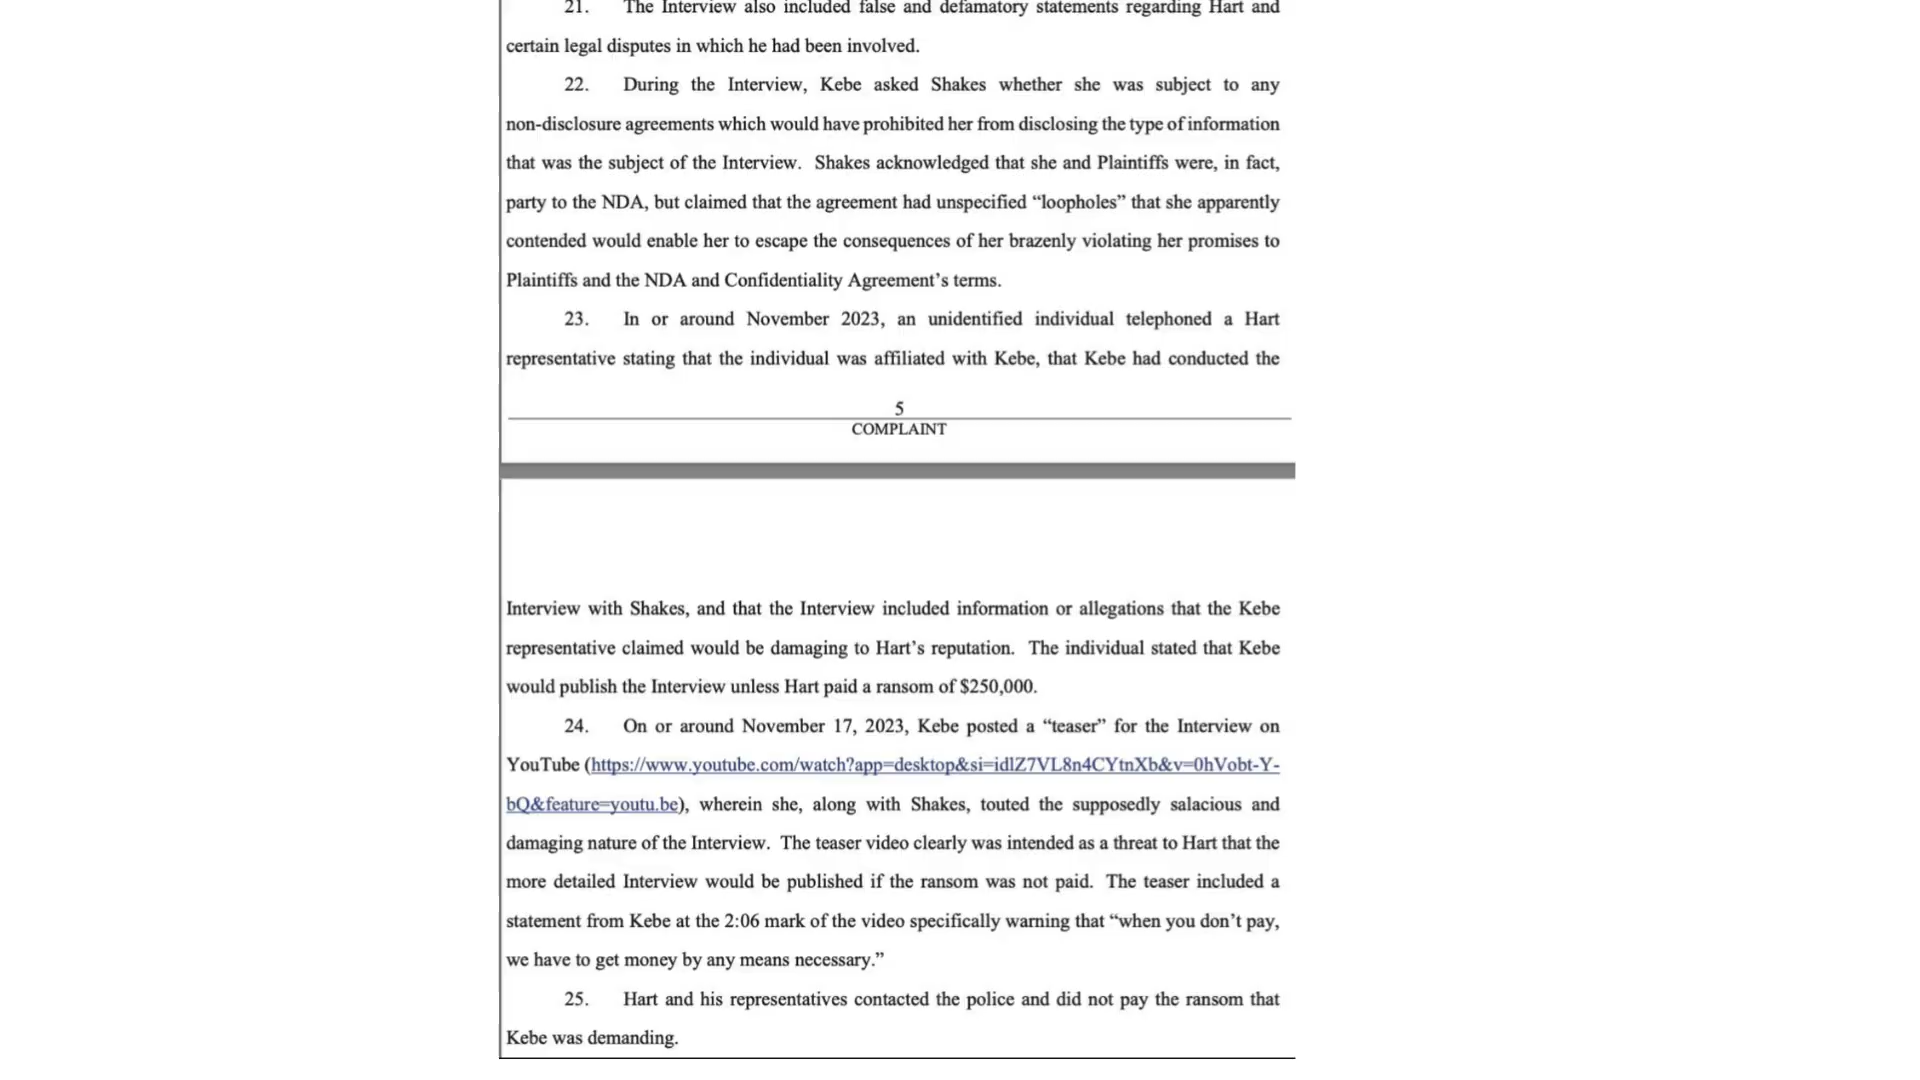 21. The Interview also included false and defamatory statements regarding Hart and
certain legal disputes in which he had been involved.
22. During the Interview, Kebe asked Shakes whether she was subject to any
non-disclosure agreements which would have prohibited her from disclosing the type of information
that was the subject of the Interview. Shakes acknowledged that she and Plaintiffs were, in fact,
party to the NDA, but claimed that the agreement had unspecified “loopholes” that she apparently
contended would enable her to escape the consequences of her brazenly violating her promises to
Plaintiffs and the NDA and Confidentiality Agreement’s terms.
23. In or around November 2023, an unidentified individual telephoned a Hart
representative stating that the individual was affiliated with Kebe, that Kebe had conducted the
5
COMPLAINT
Interview with Shakes, and that the Interview included information or allegations that the Kebe
representative claimed would be damaging to Hart’s reputation. The individual stated that Kebe
would publish the Interview unless Hart paid a ransom of $250,000.
24. On or around November 17, 2023, Kebe posted a “teaser” for the Interview on
YouTube (https://www.youtube.com/watch?app=desktop&si=idlZ7VL8n4CYtnXb&v=0hVobt-Y-
bQ&feature=youtu.be), wherein she, along with Shakes, touted the supposedly salacious and
damaging nature of the Interview. The teaser video clearly was intended as a threat to Hart that the
more detailed Interview would be published if the ransom was not paid. The teaser included a
statement from Kebe at the 2:06 mark of the video specifically warning that “when you don’t pay,
we have to get money by any means necessary.”
25. Hart and his representatives contacted the police and did not pay the ransom that
Kebe was demanding.